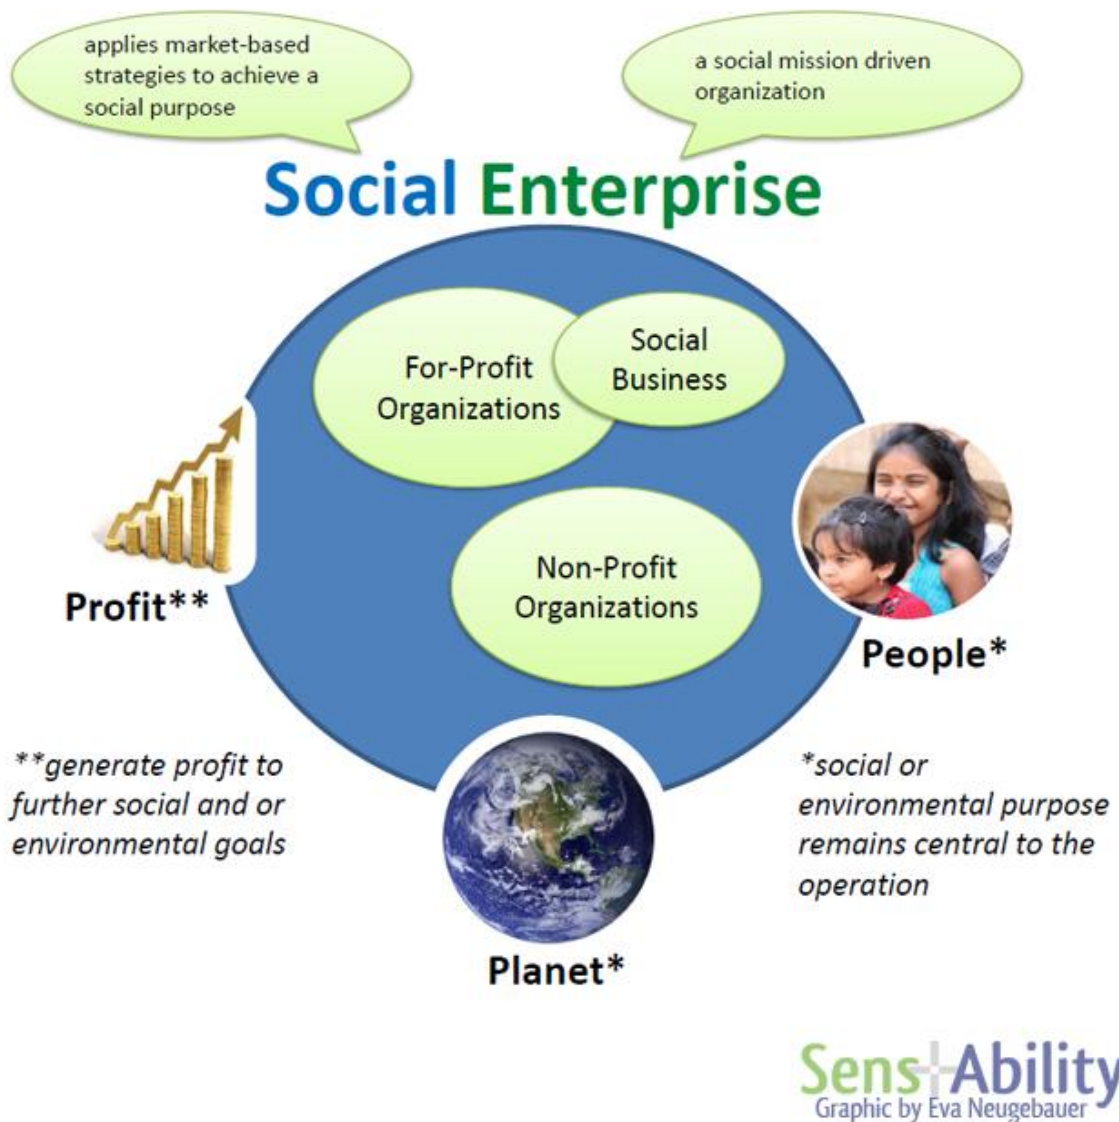 applies market-based
strategies to achieve a
social purpose
a social mission driven
organization
Social Enterprise
For-Profit
Organizations
Social
Business
Non-Profit
Organizations
Profit**
People*
**generate profit to
further social and or
environmental goals
*social or
environmental purpose
remains central to the
operation
Planet*
Sens+Ability
Graphic by Eva Neugebauer